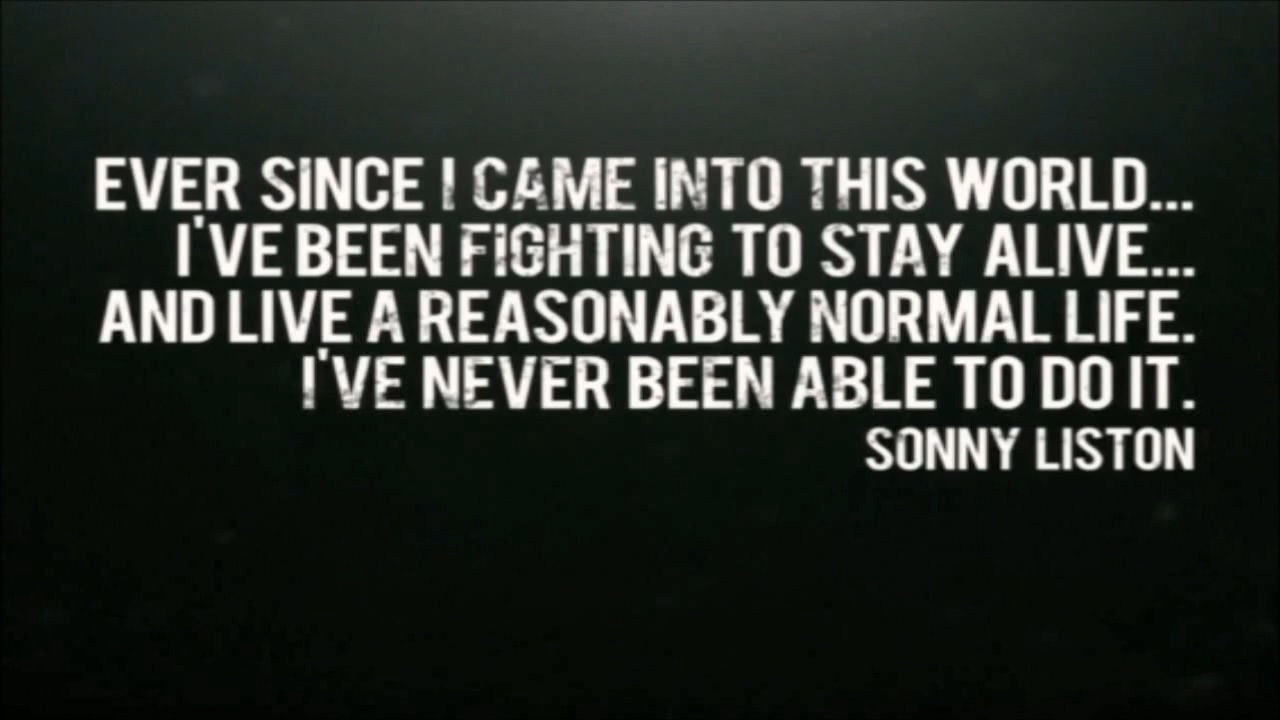 EVER SINCE I CAME INTO THIS WORLD...
I'VE BEEN FIGHTING TO STAY ALIVE...
AND LIVE A REASONABLY NORMAL LIFE.
I'VE NEVER BEEN ABLE TO DO IT.
SONNY LISTON